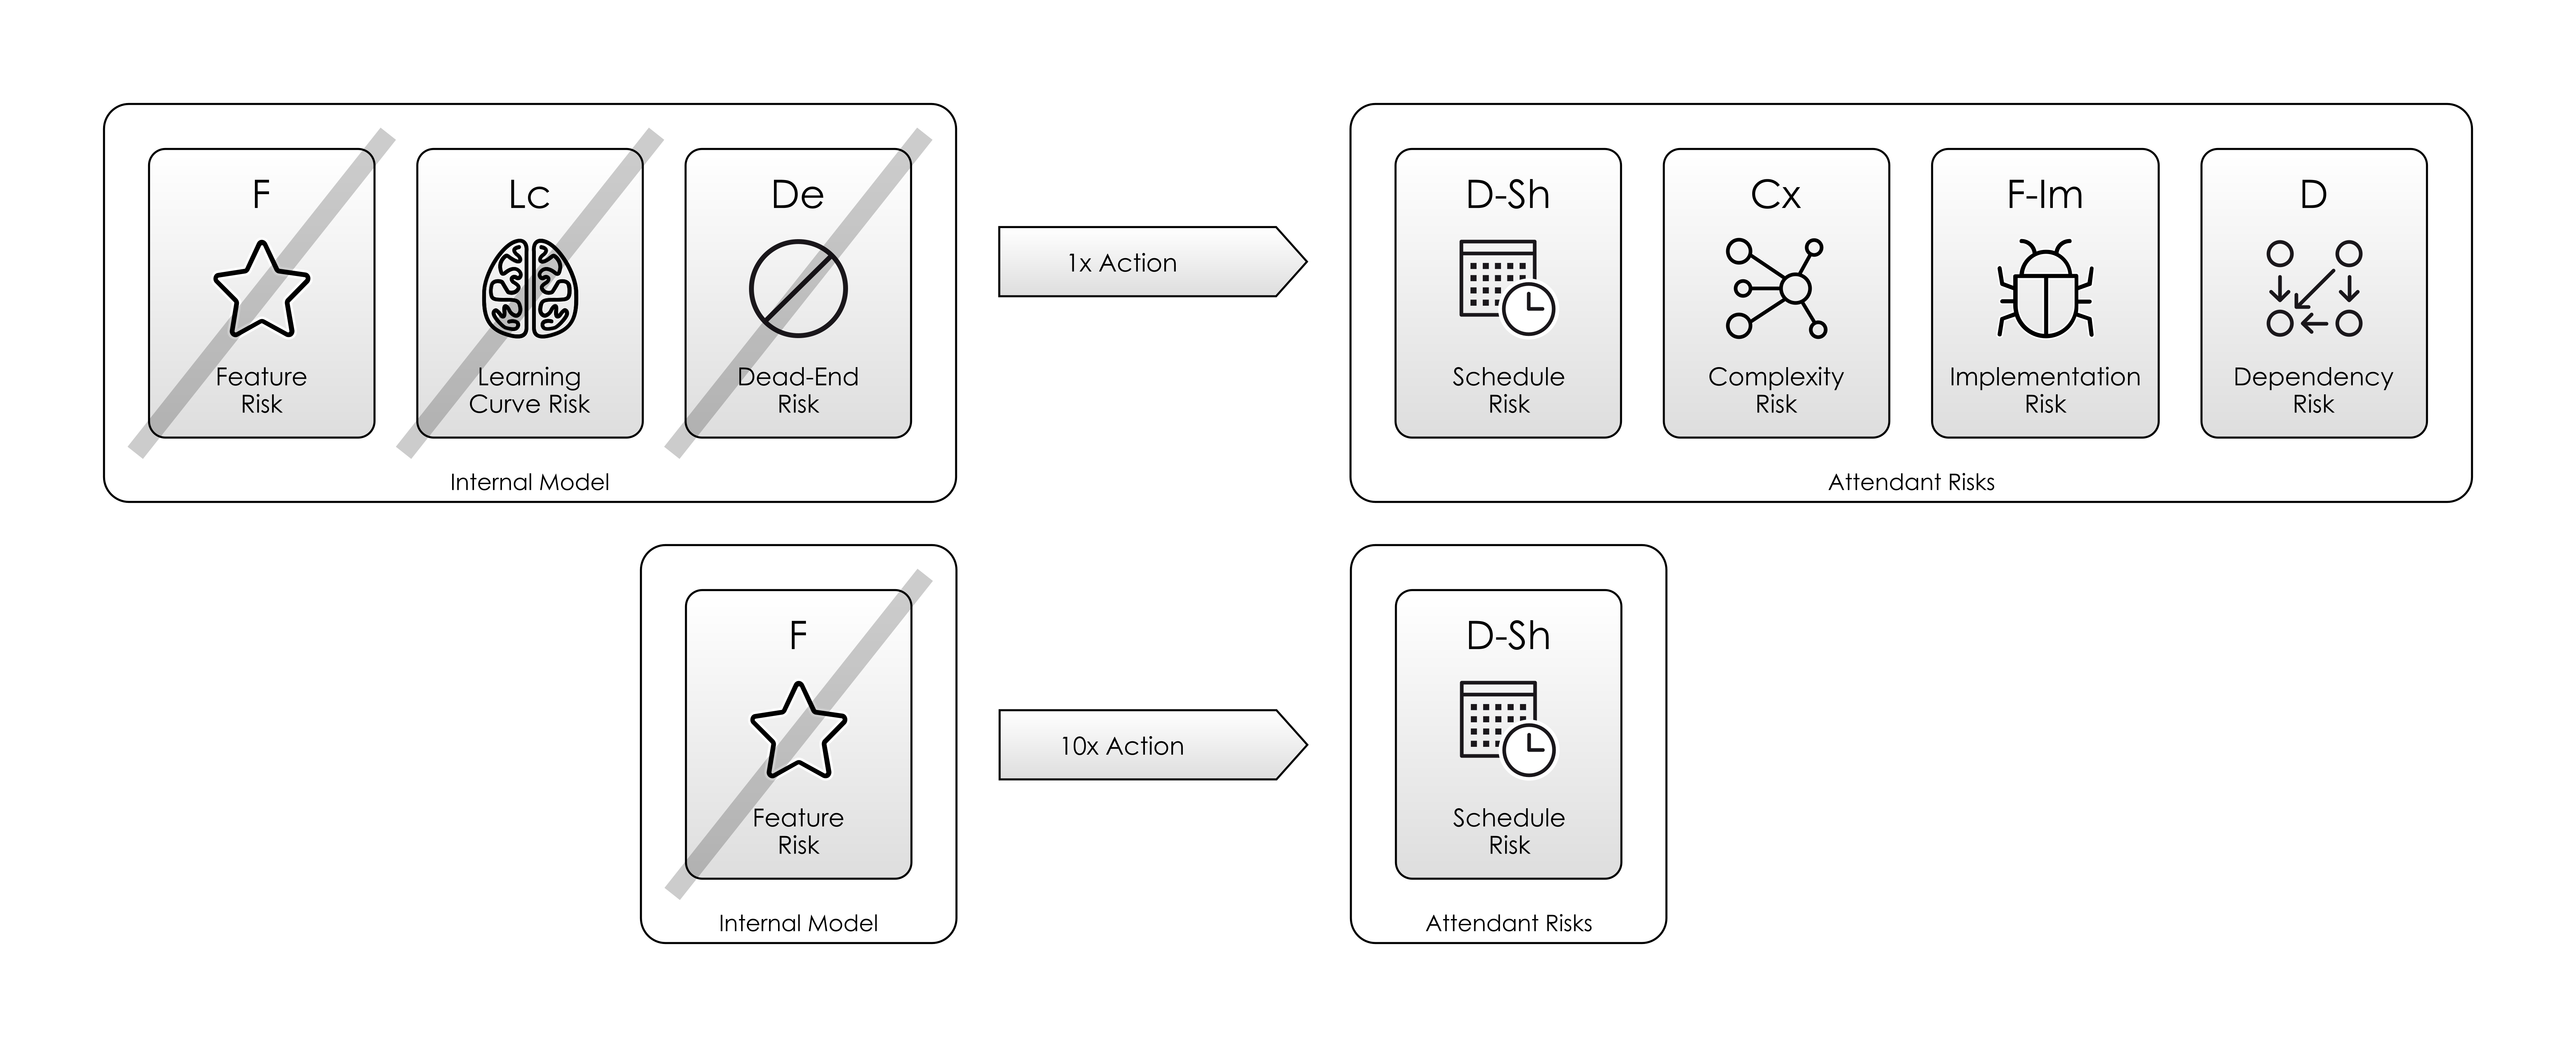 F
Feature
Risk
Lc
Learning
Curve Risk
De
Dead-End
Risk
Internal Model
1x Action
D-Sh
Schedule
Risk
Cx
Complexity
Risk
F-Im
Implementation
Risk
D
Dependency
Risk
Attendant Risks
F
Feature
Risk
Internal Model
10x Action
D-Sh
Schedule
Risk
Attendant Risks